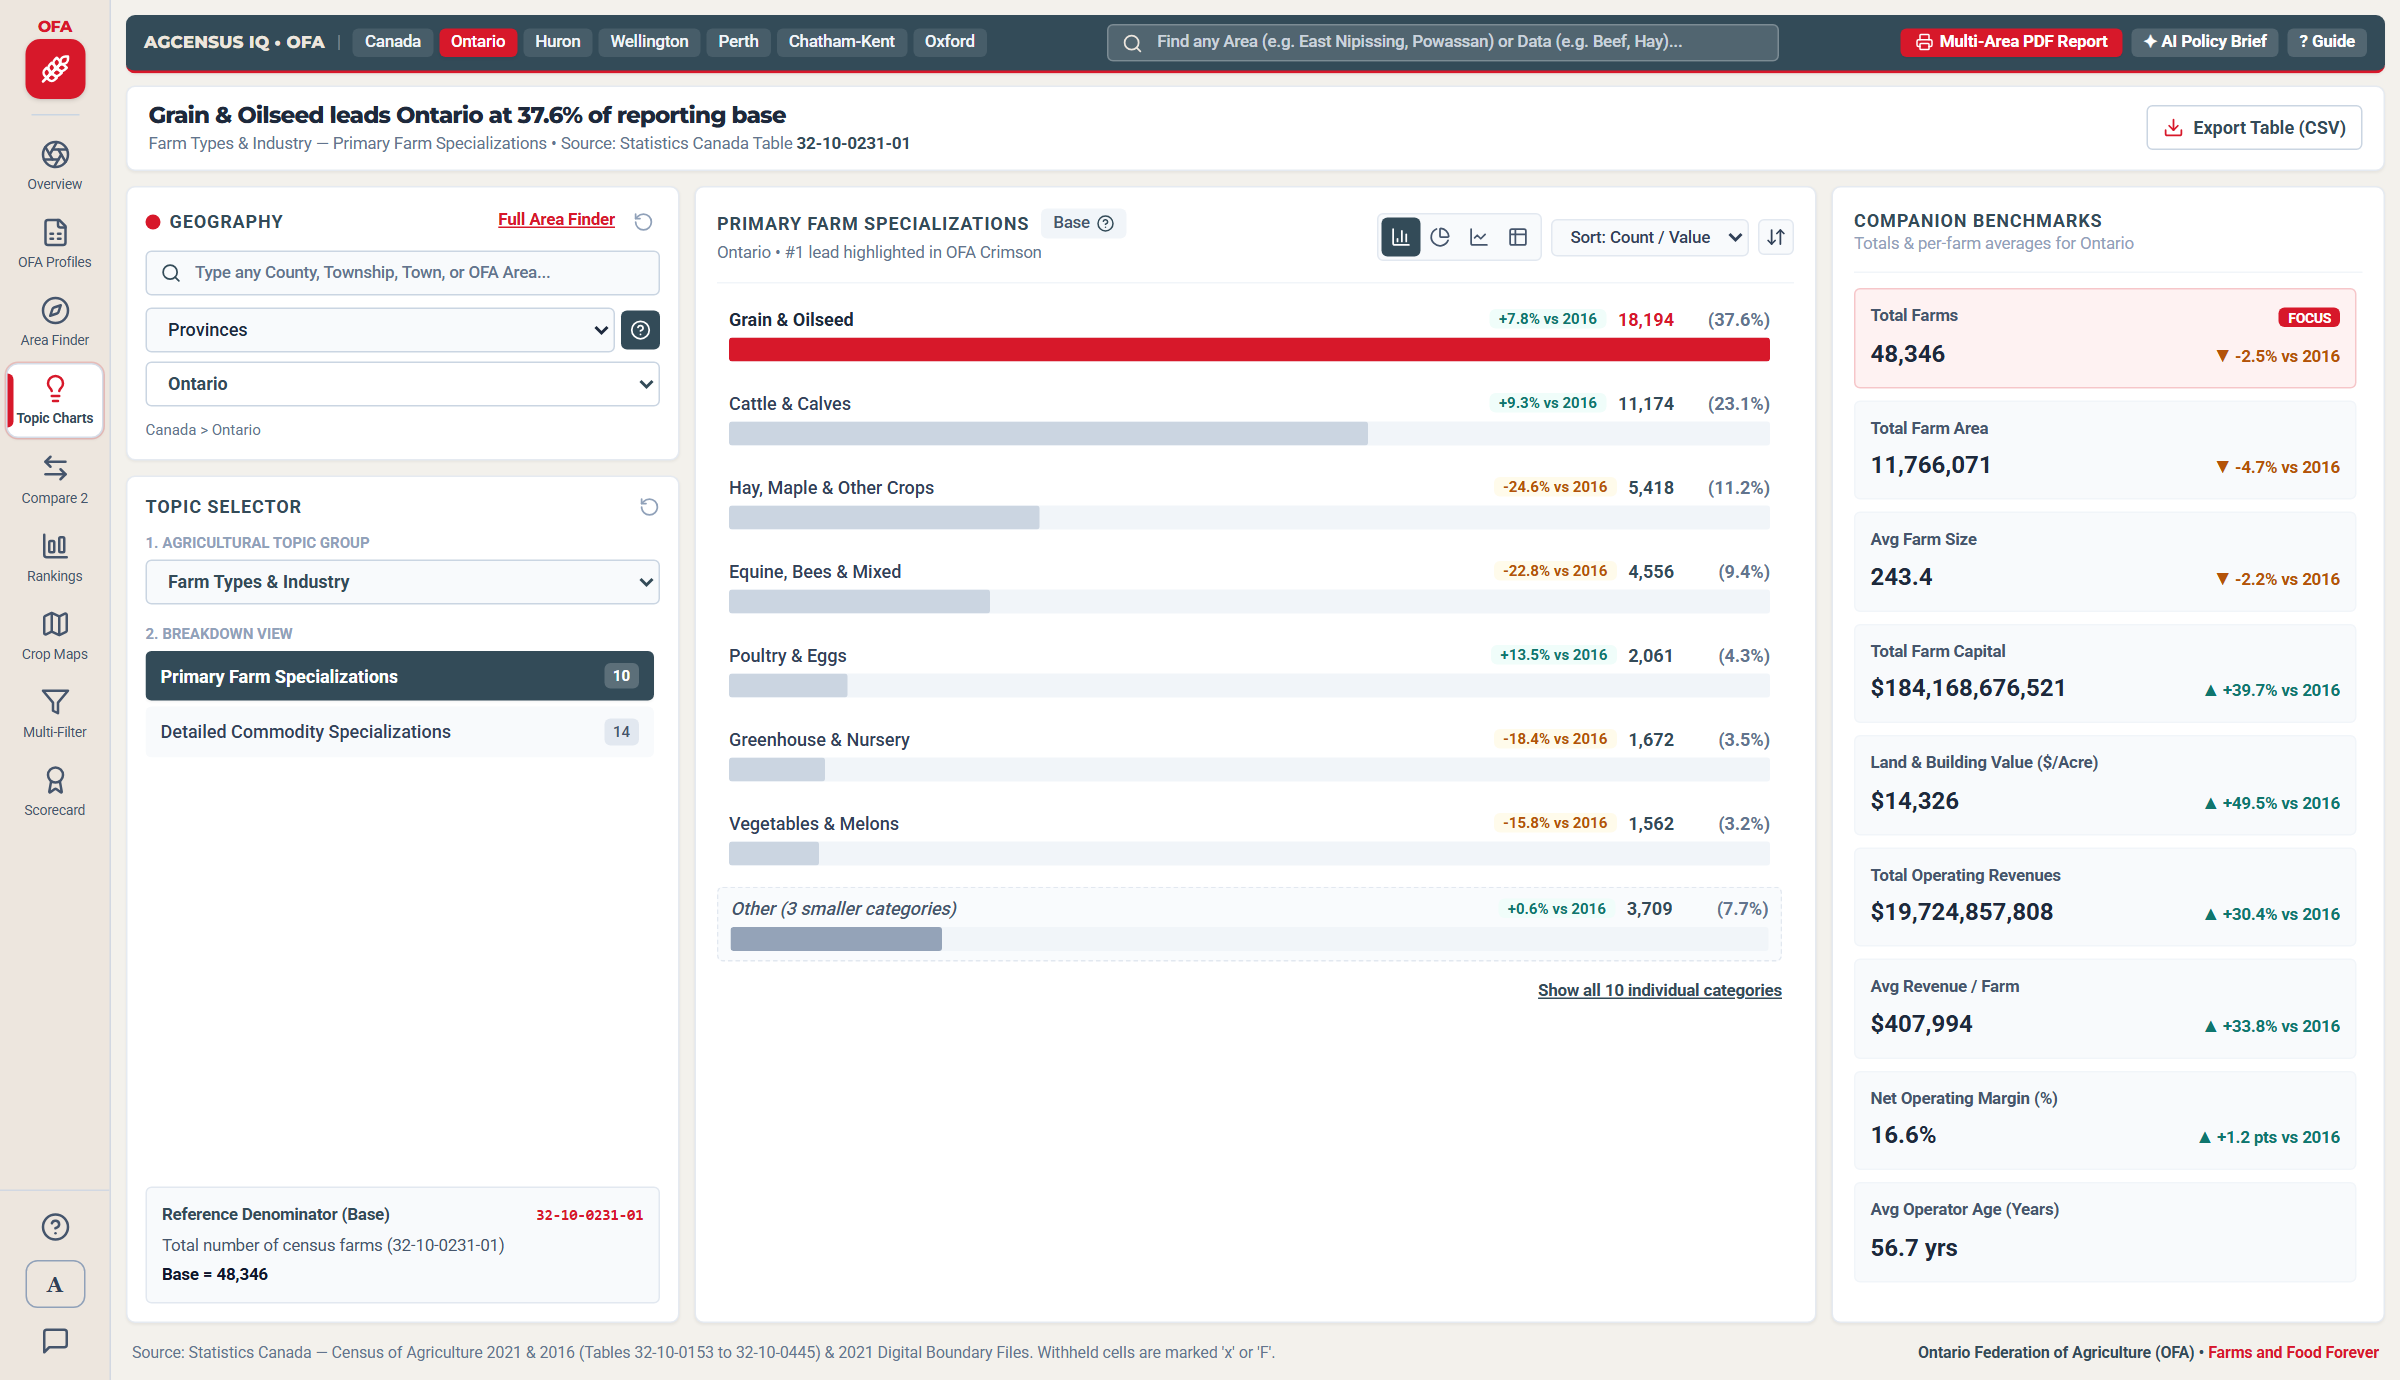 OFA
Overview
OFA Profiles
Area Finder
Topic Charts
Compare 2
Rankings
Crop Maps
Multi-Filter
Scorecard
A
AGCENSUS IQ • OFA | Canada Ontario Huron Wellington Perth Chatham-Kent Oxford
Find any Area (e.g. East Nipissing, Powassan) or Data (e.g. Beef, Hay)...
Multi-Area PDF Report
✦ AI Policy Brief
? Guide
Grain & Oilseed leads Ontario at 37.6% of reporting base
Farm Types & Industry — Primary Farm Specializations • Source: Statistics Canada Table 32-10-0231-01
Export Table (CSV)
GEOGRAPHY
Full Area Finder
Type any County, Township, Town, or OFA Area...
Provinces
Ontario
Canada > Ontario
TOPIC SELECTOR
1. AGRICULTURAL TOPIC GROUP
Farm Types & Industry
2. BREAKDOWN VIEW
Primary Farm Specializations 10
Detailed Commodity Specializations 14
Reference Denominator (Base) 32-10-0231-01
Total number of census farms (32-10-0231-01)
Base = 48,346
PRIMARY FARM SPECIALIZATIONS Base
Ontario • #1 lead highlighted in OFA Crimson
Sort: Count / Value
Grain & Oilseed +7.8% vs 2016 18,194 (37.6%)
Cattle & Calves +9.3% vs 2016 11,174 (23.1%)
Hay, Maple & Other Crops -24.6% vs 2016 5,418 (11.2%)
Equine, Bees & Mixed -22.8% vs 2016 4,556 (9.4%)
Poultry & Eggs +13.5% vs 2016 2,061 (4.3%)
Greenhouse & Nursery -18.4% vs 2016 1,672 (3.5%)
Vegetables & Melons -15.8% vs 2016 1,562 (3.2%)
Other (3 smaller categories) +0.6% vs 2016 3,709 (7.7%)
Show all 10 individual categories
COMPANION BENCHMARKS
Totals & per-farm averages for Ontario
Total Farms FOCUS
48,346 ▼ -2.5% vs 2016
Total Farm Area
11,766,071 ▼ -4.7% vs 2016
Avg Farm Size
243.4 ▼ -2.2% vs 2016
Total Farm Capital
$184,168,676,521 ▲ +39.7% vs 2016
Land & Building Value ($/Acre)
$14,326 ▲ +49.5% vs 2016
Total Operating Revenues
$19,724,857,808 ▲ +30.4% vs 2016
Avg Revenue / Farm
$407,994 ▲ +33.8% vs 2016
Net Operating Margin (%)
16.6% ▲ +1.2 pts vs 2016
Avg Operator Age (Years)
56.7 yrs
Source: Statistics Canada — Census of Agriculture 2021 & 2016 (Tables 32-10-0153 to 32-10-0445) & 2021 Digital Boundary Files. Withheld cells are marked 'x' or 'F'.
Ontario Federation of Agriculture (OFA) • Farms and Food Forever